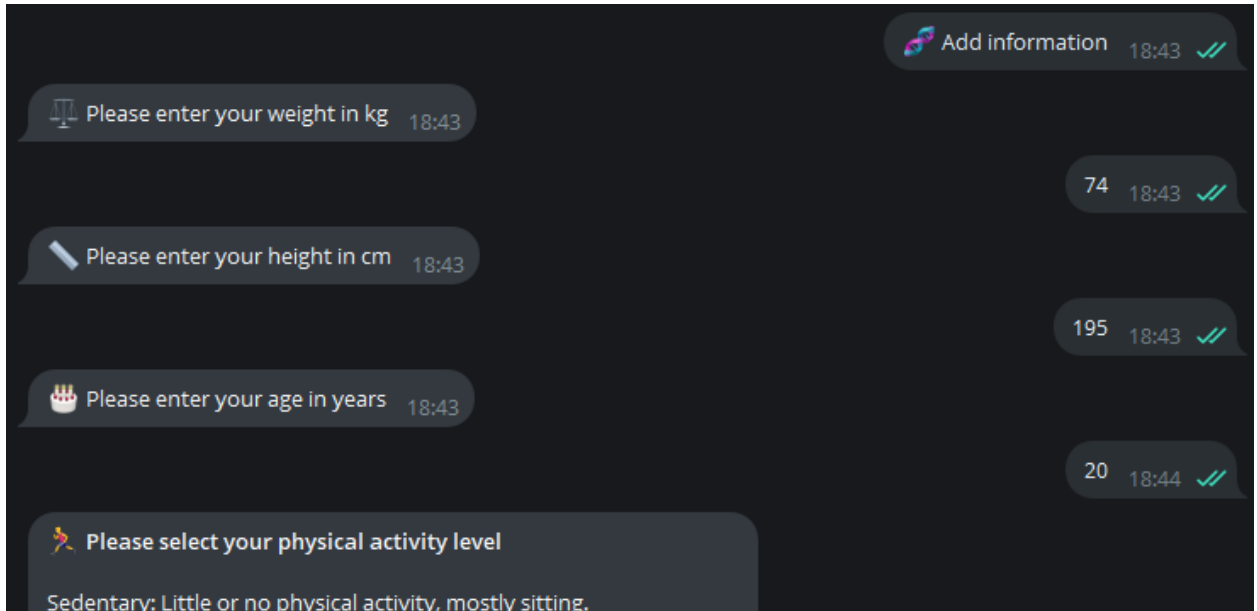 🧬 Add information 18:43
⚖️ Please enter your weight in kg 18:43
74 18:43
📏 Please enter your height in cm 18:43
195 18:43
🎂 Please enter your age in years 18:43
20 18:44
🏃 Please select your physical activity level
Sedentary: Little or no physical activity, mostly sitting.